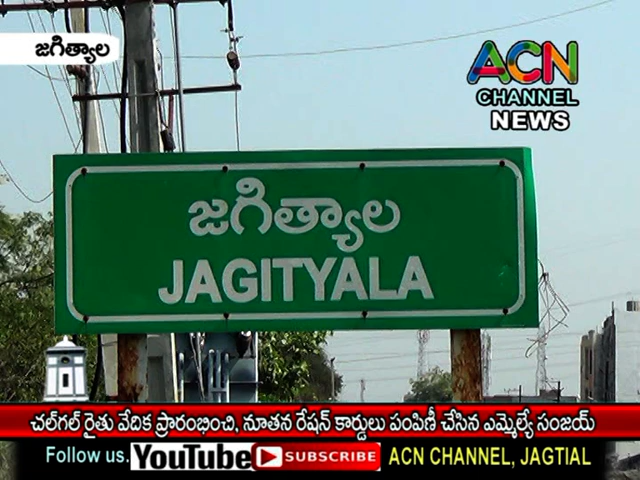 జగిత్యాల
ACN
CHANNEL
NEWS
జగిత్యాల
JAGITYALA
చల్‌గల్ రైతు వేదిక ప్రారంభించి, నూతన రేషన్ కార్డులు పంపిణీ చేసిన ఎమ్మెల్యే సంజయ్
Follow us. YouTube SUBSCRIBE ACN CHANNEL, JAGTIAL